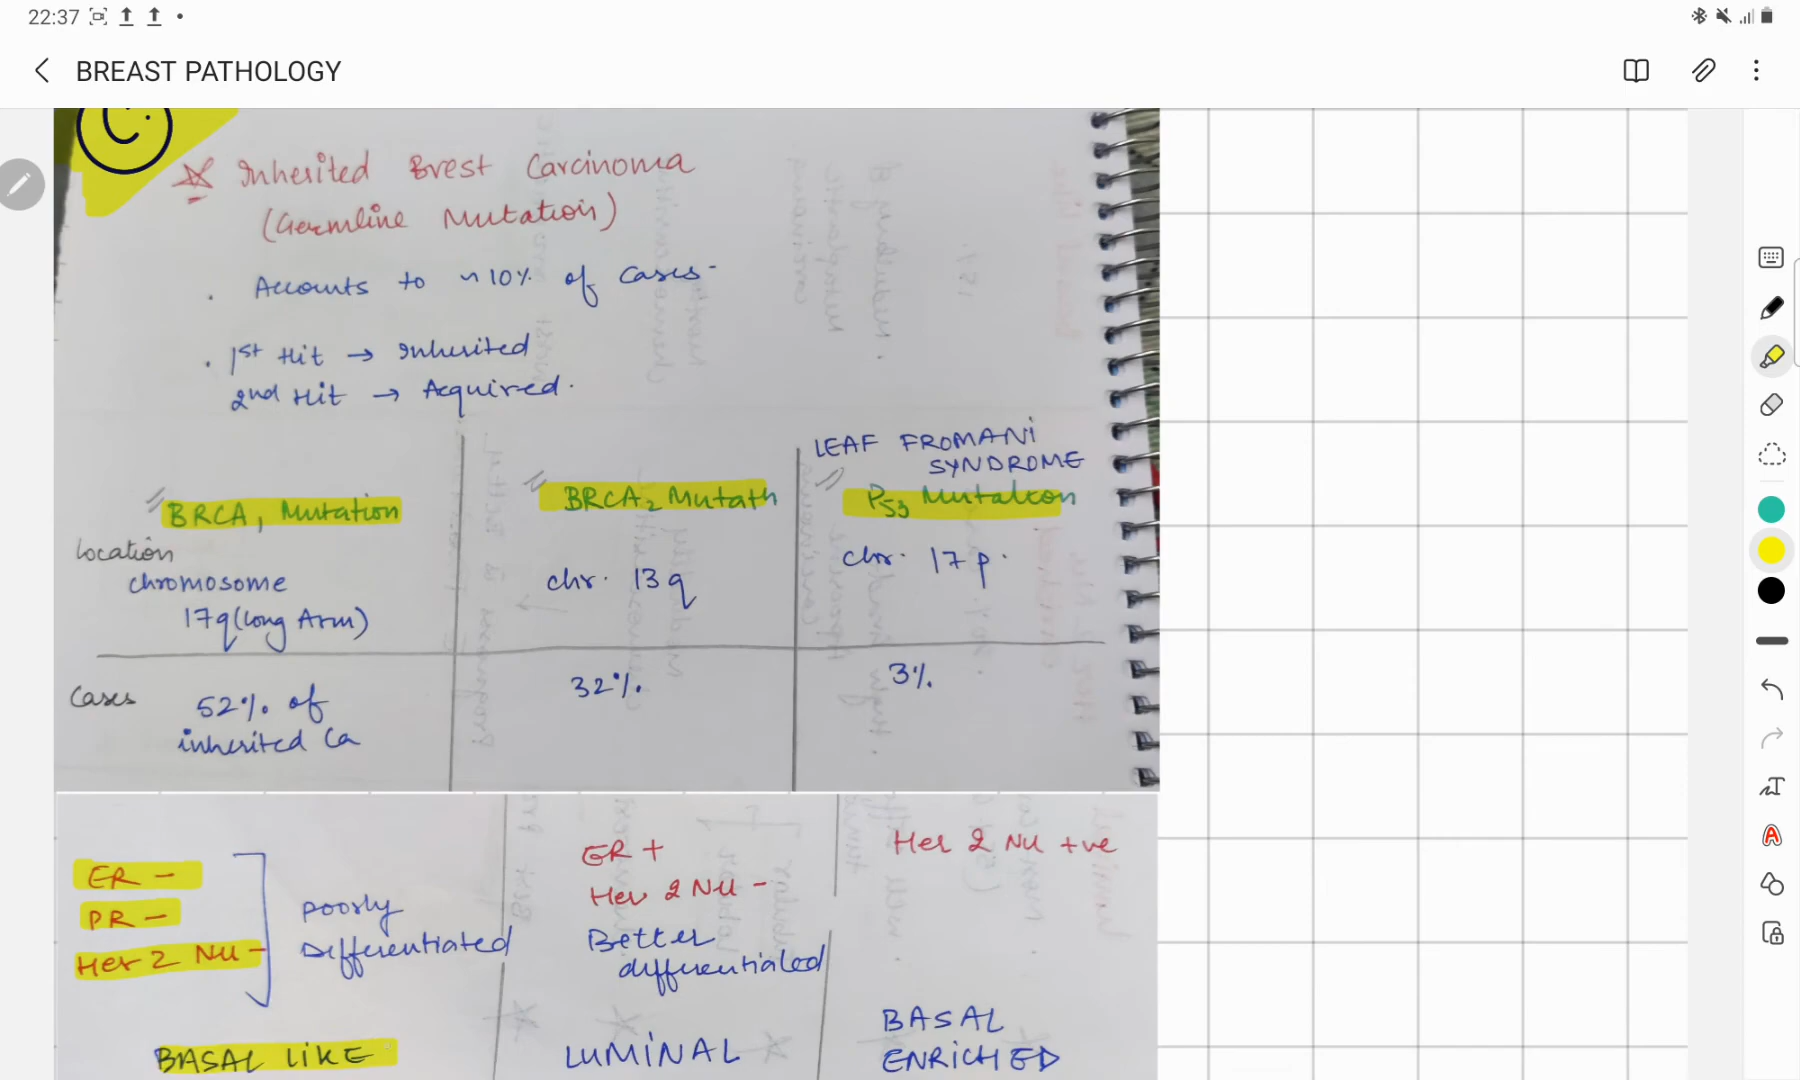 22:37
BREAST PATHOLOGY
Inherited Brest Carcinoma
(Germline Mutation)
. Accounts to ~10% of cases.
. 1st Hit → Inherited
2nd Hit → Acquired.
LEAF FROMANI
SYNDROME
BRCA1 Mutation
BRCA2 Mutath
P53 Mutation
Location
chromosome
17q (long Arm)
chr. 13q
chr. 17p.
Cases
52% of
inherited Ca
32%.
3%.
ER -
PR -
Her 2 Nu -
Poorly
Differentiated
BASAL LIKE
ER +
Her 2 Nu -
Better
differentiated
LUMINAL
Her 2 Nu +ve
BASAL
ENRICHED